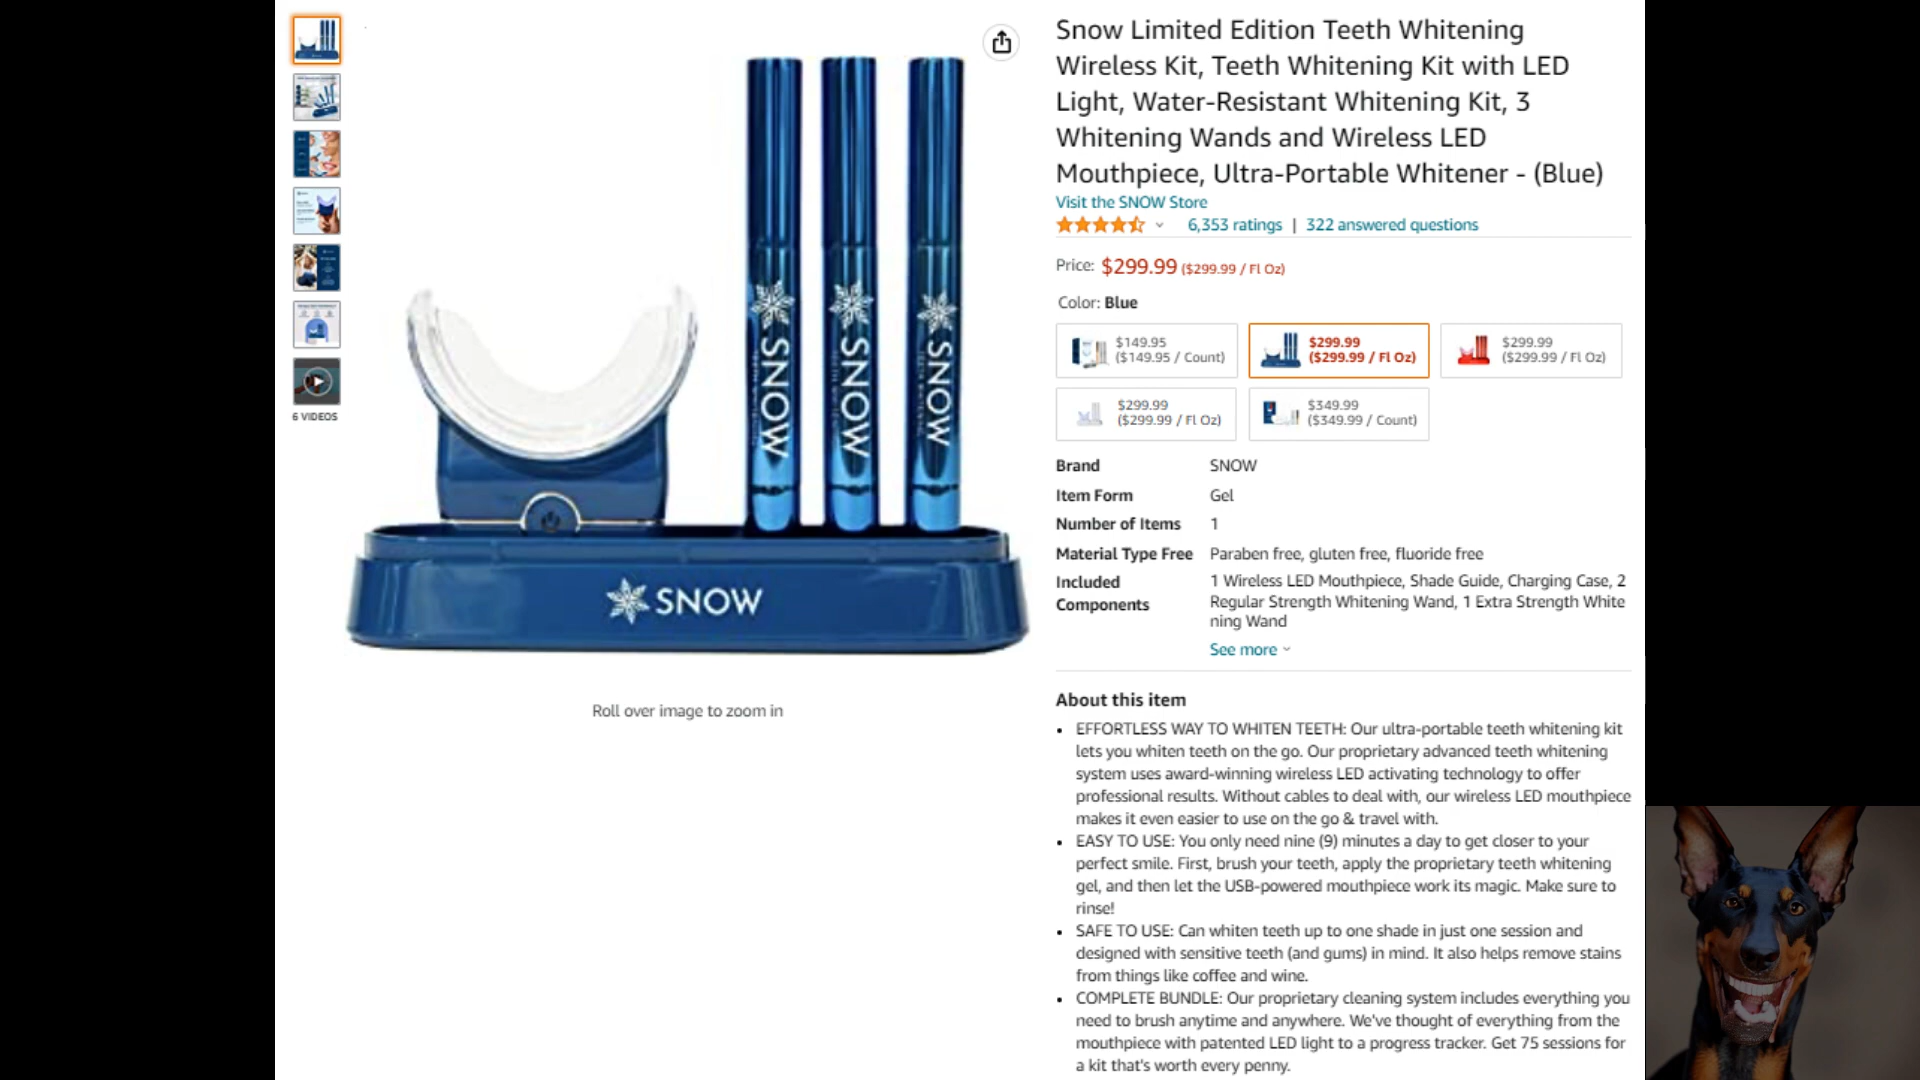 6 VIDEOS
SNOW
SNOW
SNOW
SNOW
Roll over image to zoom in
Snow Limited Edition Teeth Whitening
Wireless Kit, Teeth Whitening Kit with LED
Light, Water-Resistant Whitening Kit, 3
Whitening Wands and Wireless LED
Mouthpiece, Ultra-Portable Whitener - (Blue)
Visit the SNOW Store
6,353 ratings | 322 answered questions
Price: $299.99 ($299.99 / Fl Oz)
Color: Blue
$149.95
($149.95 / Count)
$299.99
($299.99 / Fl Oz)
$299.99
($299.99 / Fl Oz)
$299.99
($299.99 / Fl Oz)
$349.99
($349.99 / Count)
Brand SNOW
Item Form Gel
Number of Items 1
Material Type Free Paraben free, gluten free, fluoride free
Included Components 1 Wireless LED Mouthpiece, Shade Guide, Charging Case, 2
Regular Strength Whitening Wand, 1 Extra Strength White
ning Wand
See more
About this item
• EFFORTLESS WAY TO WHITEN TEETH: Our ultra-portable teeth whitening kit
lets you whiten teeth on the go. Our proprietary advanced teeth whitening
system uses award-winning wireless LED activating technology to offer
professional results. Without cables to deal with, our wireless LED mouthpiece
makes it even easier to use on the go & travel with.
• EASY TO USE: You only need nine (9) minutes a day to get closer to your
perfect smile. First, brush your teeth, apply the proprietary teeth whitening
gel, and then let the USB-powered mouthpiece work its magic. Make sure to
rinse!
• SAFE TO USE: Can whiten teeth up to one shade in just one session and
designed with sensitive teeth (and gums) in mind. It also helps remove stains
from things like coffee and wine.
• COMPLETE BUNDLE: Our proprietary cleaning system includes everything you
need to brush anytime and anywhere. We've thought of everything from the
mouthpiece with patented LED light to a progress tracker. Get 75 sessions for
a kit that's worth every penny.